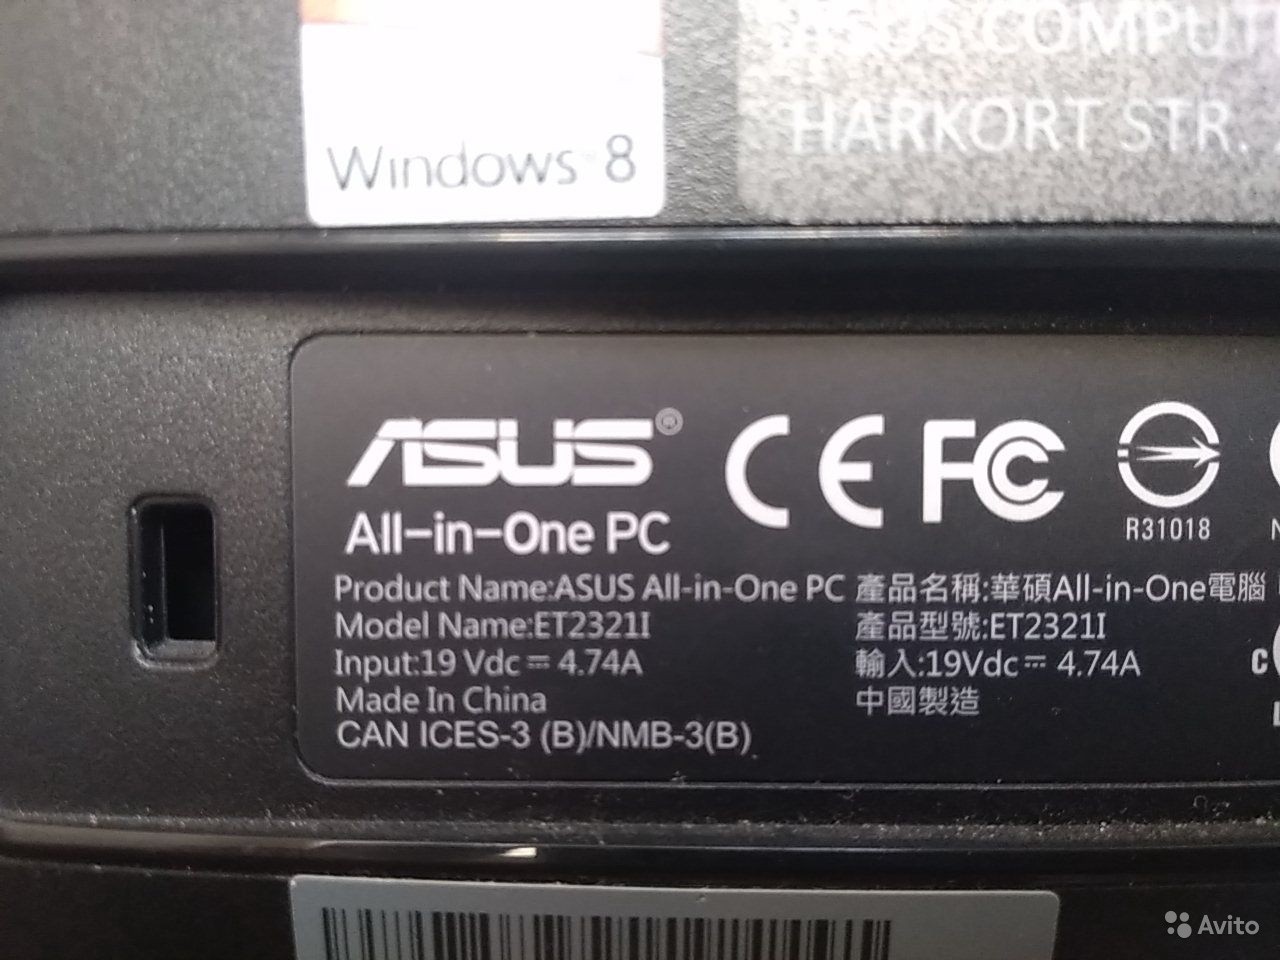 ASUS COMPUT
HARKORT STR.
Windows 8
ASUS®
All-in-One PC
CE FC
R31018
Product Name:ASUS All-in-One PC 產品名稱:華碩All-in-One電腦
Model Name:ET2321I 產品型號:ET2321I
Input:19 Vdc ⎓ 4.74A 輸入:19Vdc ⎓ 4.74A
Made In China 中國製造
CAN ICES-3 (B)/NMB-3(B)
Avito